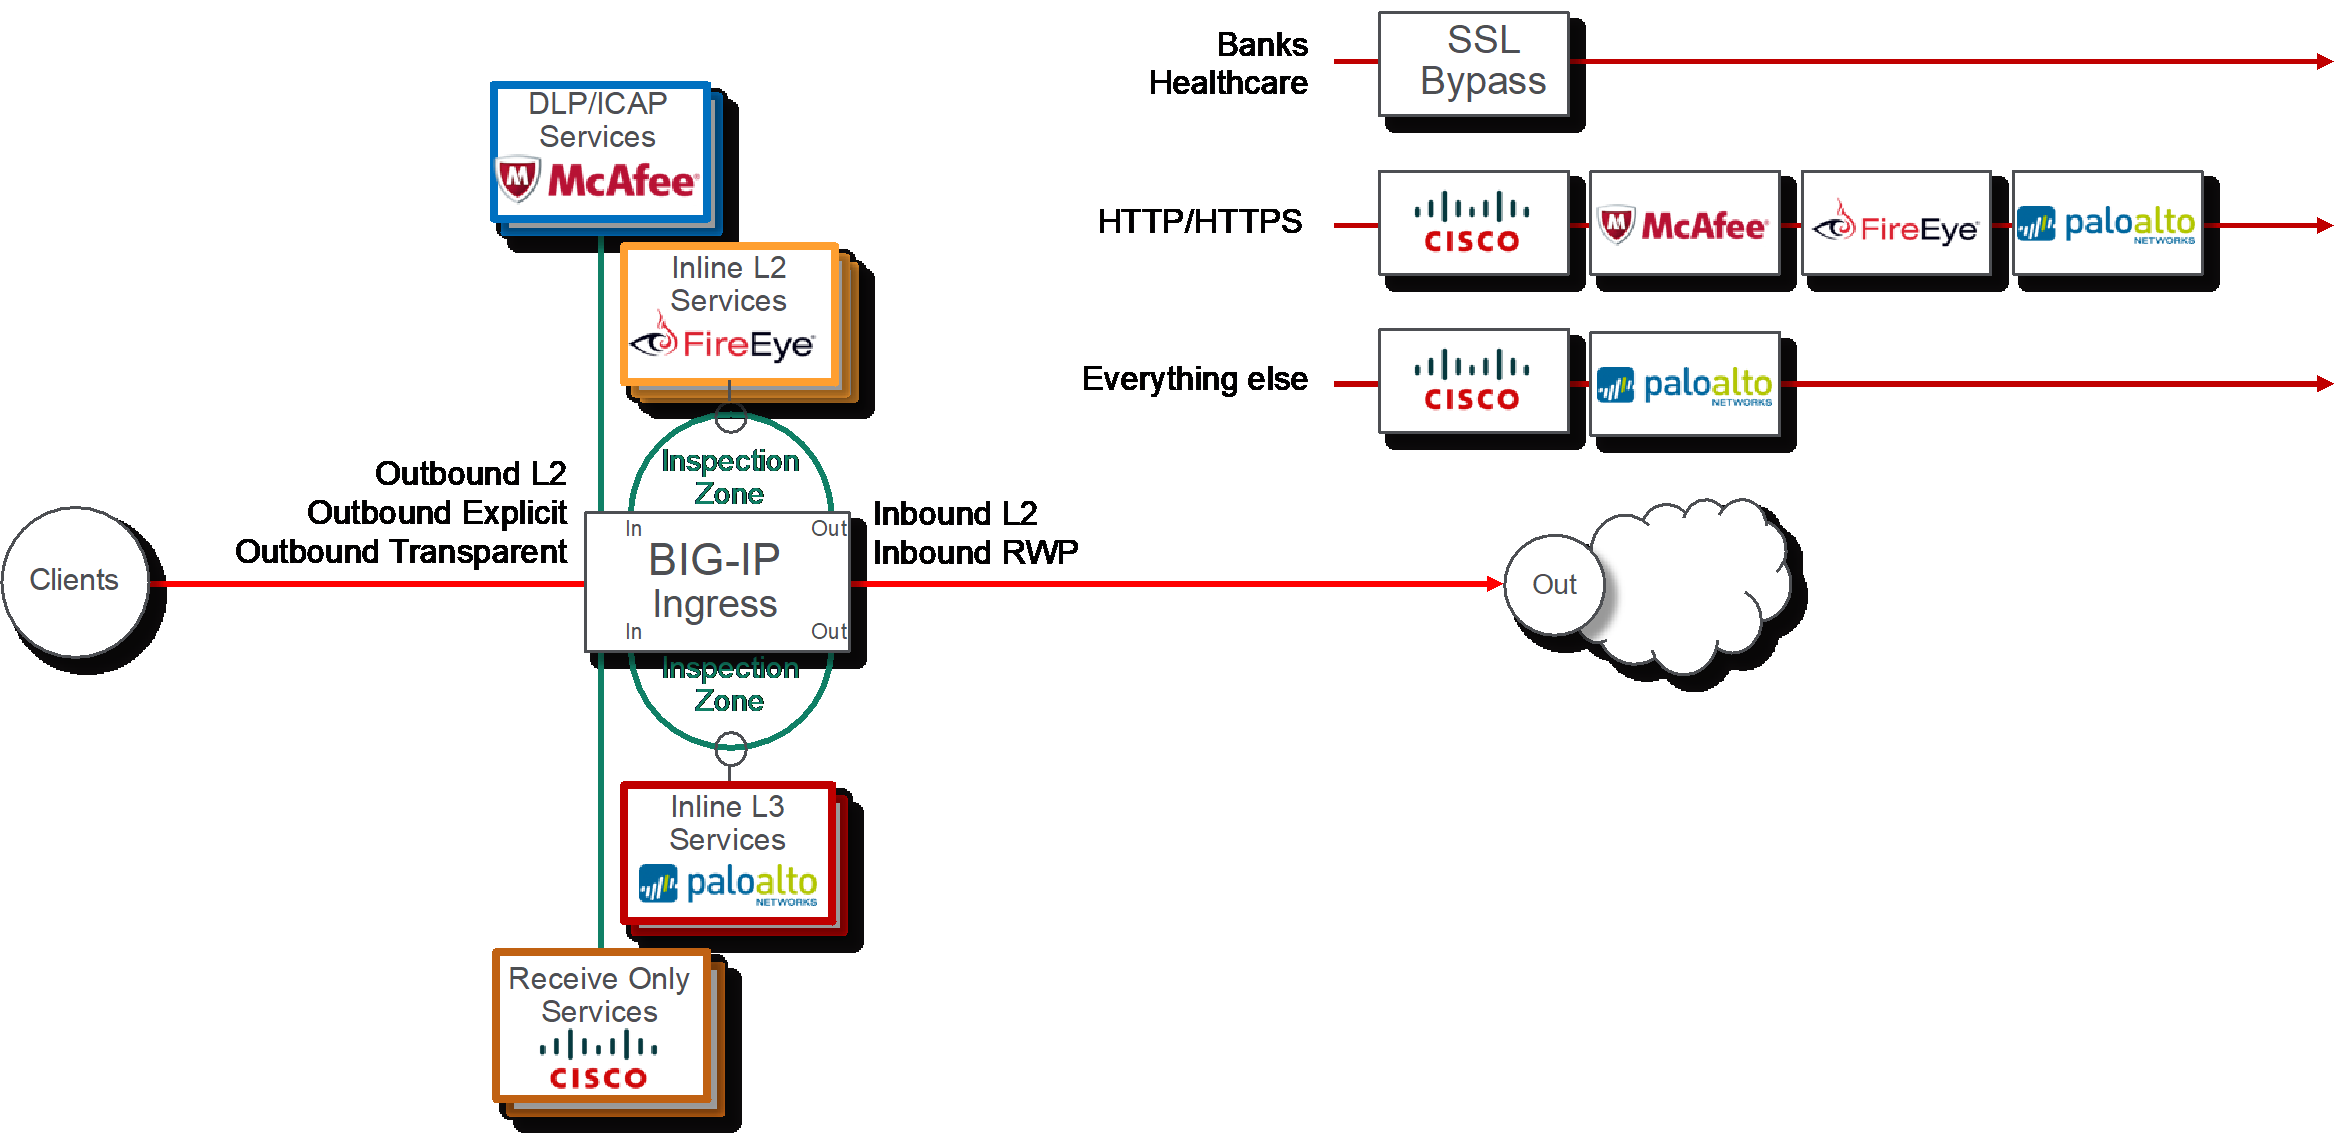 Banks
Healthcare
SSL
Bypass
DLP/ICAP
Services
McAfee
HTTP/HTTPS
CISCO
McAfee
FireEye
paloalto
NETWORKS
Inline L2
Services
FireEye
Everything else
CISCO
paloalto
NETWORKS
Inspection
Zone
Outbound L2
Outbound Explicit
Outbound Transparent
Inbound L2
Inbound RWP
Clients
In
Out
BIG-IP
Ingress
In
Out
Out
Inspection
Zone
Inline L3
Services
paloalto
NETWORKS
Receive Only
Services
CISCO